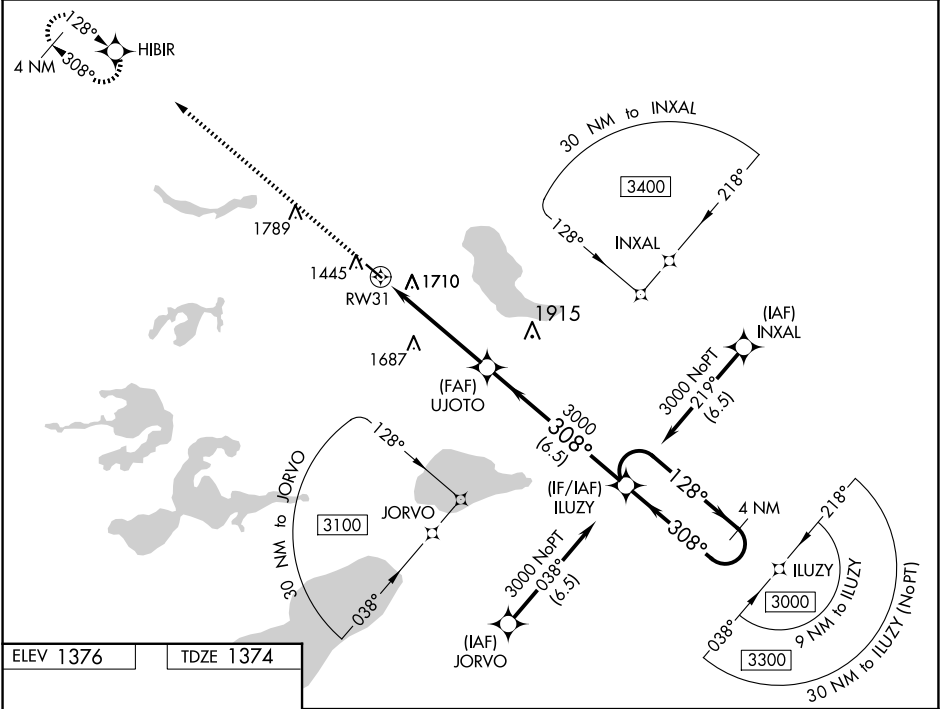 128°
HIBIR
4 NM
308°
30 NM to INXAL
3400
218°
128°
INXAL
1789
1445
RW31
1710
1915
1687
(FAF)
UJOTO
(IAF)
INXAL
3000 NoPT
219°
(6.5)
3000
308°
(6.5)
128°
30 NM to JORVO
3100
JORVO
038°
(IF/IAF)
ILUZY
128°
308°
4 NM
3000 NoPT
038°
(6.5)
(IAF)
JORVO
218°
ILUZY
3000
9 NM to ILUZY
038°
3300
30 NM to ILUZY (NoPT)
ELEV 1376
TDZE 1374